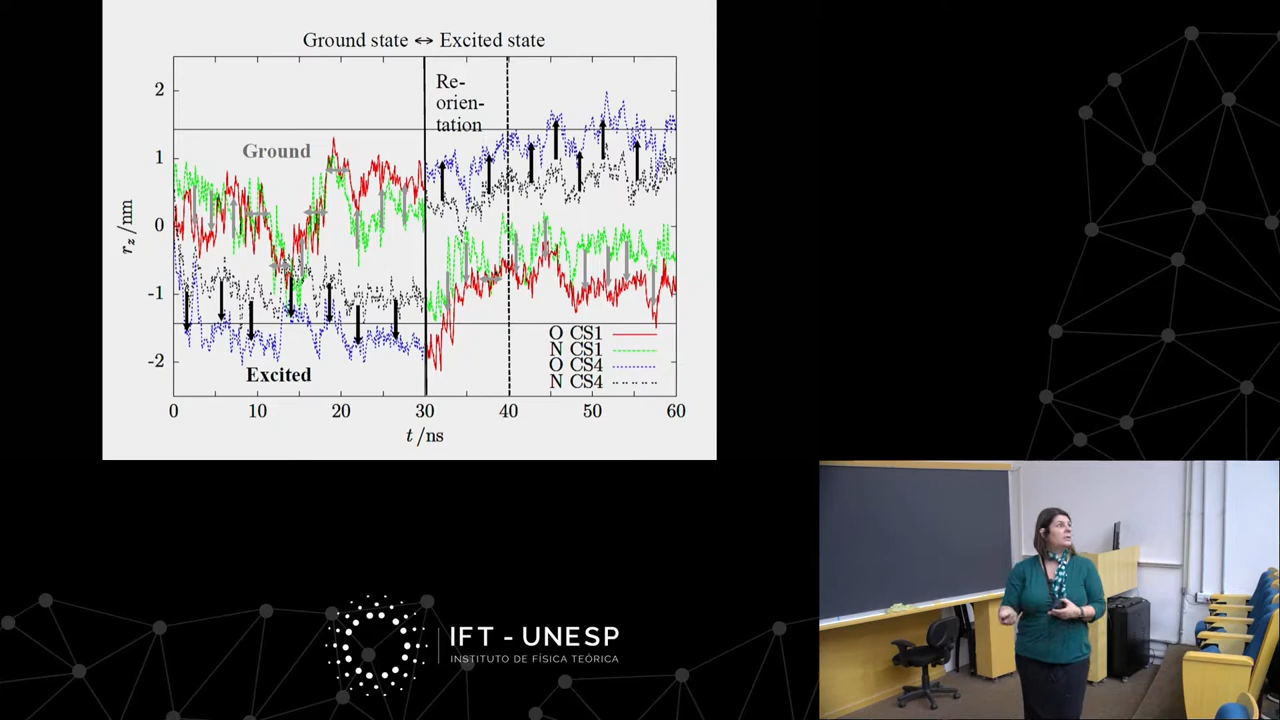 Ground state ↔ Excited state
Re-
orien-
tation
Ground
Excited
2
1
0
-1
-2
r_z /nm
O CS1
N CS1
O CS4
N CS4
0 10 20 30 40 50 60
t /ns
IFT - UNESP
INSTITUTO DE FÍSICA TEÓRICA